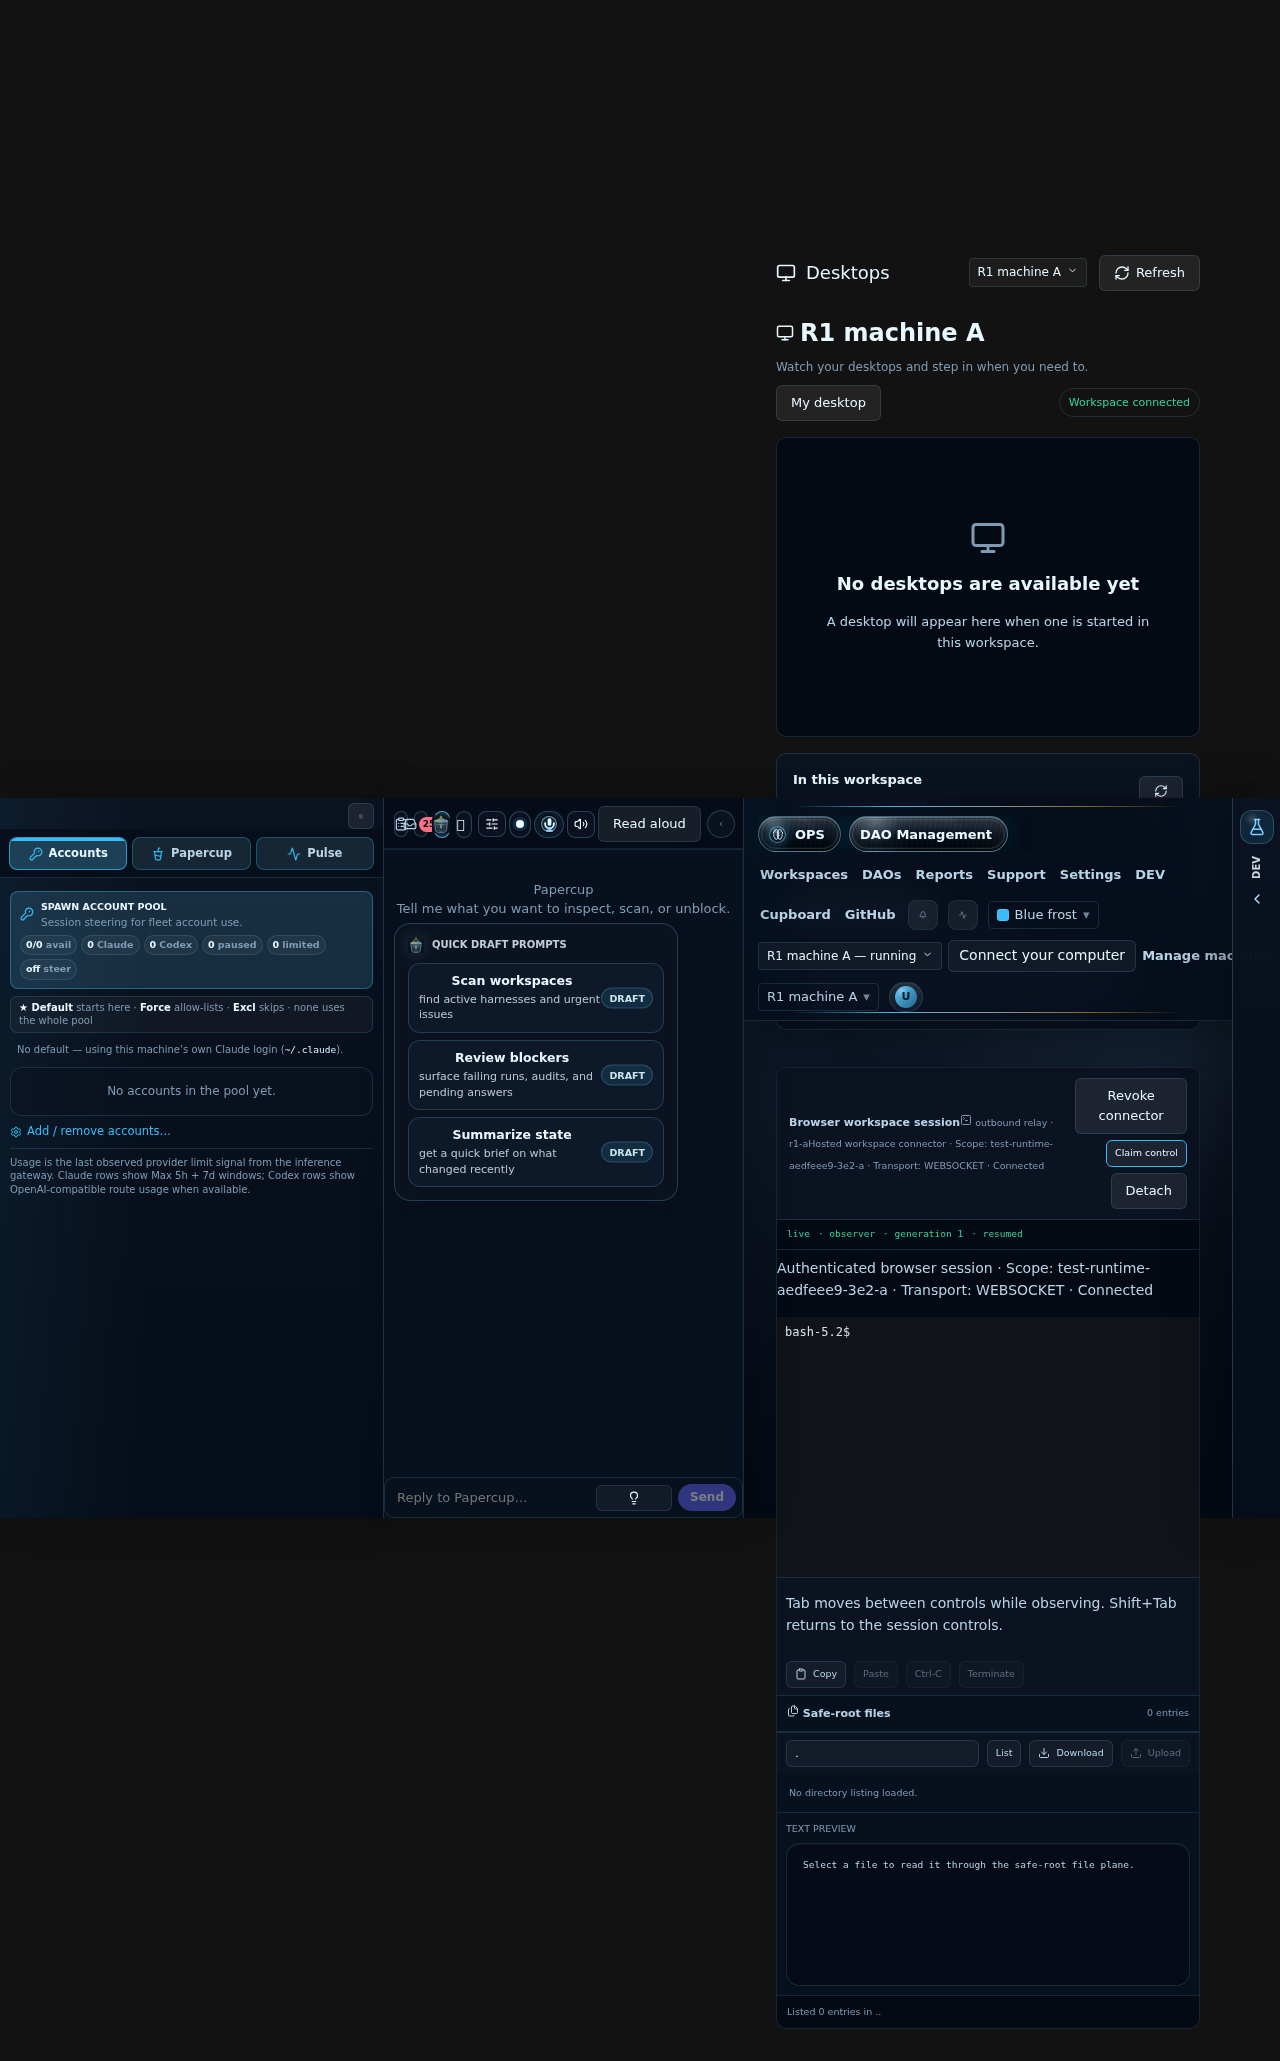 Desktops
R1 machine A
Refresh
R1 machine A
Watch your desktops and step in when you need to.
My desktop
Workspace connected
No desktops are available yet
A desktop will appear here when one is started in
this workspace.
In this workspace
Accounts
Papercup
Pulse
SPAWN ACCOUNT POOL
Session steering for fleet account use.
0/0 avail
0 Claude
0 Codex
0 paused
0 limited
off steer
★ Default starts here · Force allow-lists · Excl skips · none uses
the whole pool
No default — using this machine's own Claude login (~/.claude).
No accounts in the pool yet.
Add / remove accounts…
Usage is the last observed provider limit signal from the inference
gateway. Claude rows show Max 5h + 7d windows; Codex rows show
OpenAI-compatible route usage when available.
Read aloud
Papercup
Tell me what you want to inspect, scan, or unblock.
QUICK DRAFT PROMPTS
Scan workspaces
find active harnesses and urgent
issues
DRAFT
Review blockers
surface failing runs, audits, and
pending answers
DRAFT
Summarize state
get a quick brief on what
changed recently
DRAFT
Reply to Papercup…
Send
OPS
DAO Management
Workspaces
DAOs
Reports
Support
Settings
DEV
Cupboard
GitHub
Blue frost ▾
R1 machine A — running
Connect your computer
Manage mac
R1 machine A ▾
U
DEV
Browser workspace session outbound relay ·
r1-aHosted workspace connector · Scope: test-runtime-
aedfeee9-3e2-a · Transport: WEBSOCKET · Connected
Revoke
connector
Claim control
Detach
live · observer · generation 1 · resumed
Authenticated browser session · Scope: test-runtime-
aedfeee9-3e2-a · Transport: WEBSOCKET · Connected
bash-5.2$
Tab moves between controls while observing. Shift+Tab
returns to the session controls.
Copy
Paste
Ctrl-C
Terminate
Safe-root files
0 entries
.
List
Download
Upload
No directory listing loaded.
TEXT PREVIEW
Select a file to read it through the safe-root file plane.
Listed 0 entries in ..